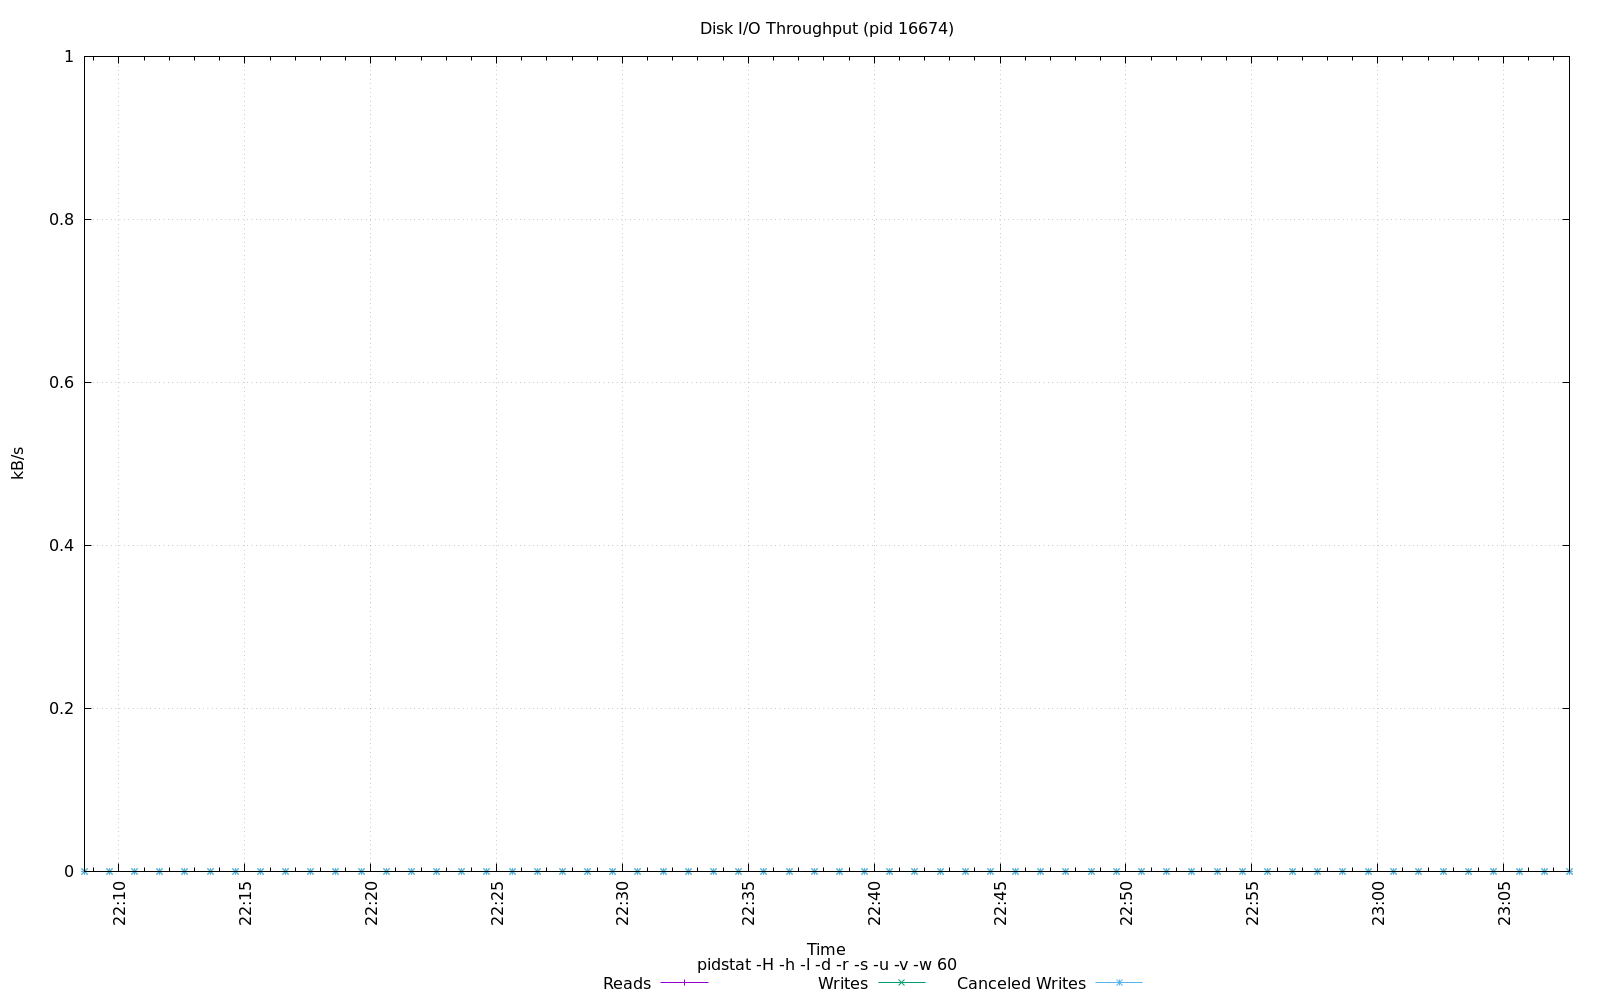 Disk I/O Throughput (pid 16674)
1
0.8
0.6
0.4
0.2
0
kB/s
22:10 22:15 22:20 22:25 22:30 22:35 22:40 22:45 22:50 22:55 23:00 23:05
Time
pidstat -H -h -l -d -r -s -u -v -w 60
Reads Writes Canceled Writes